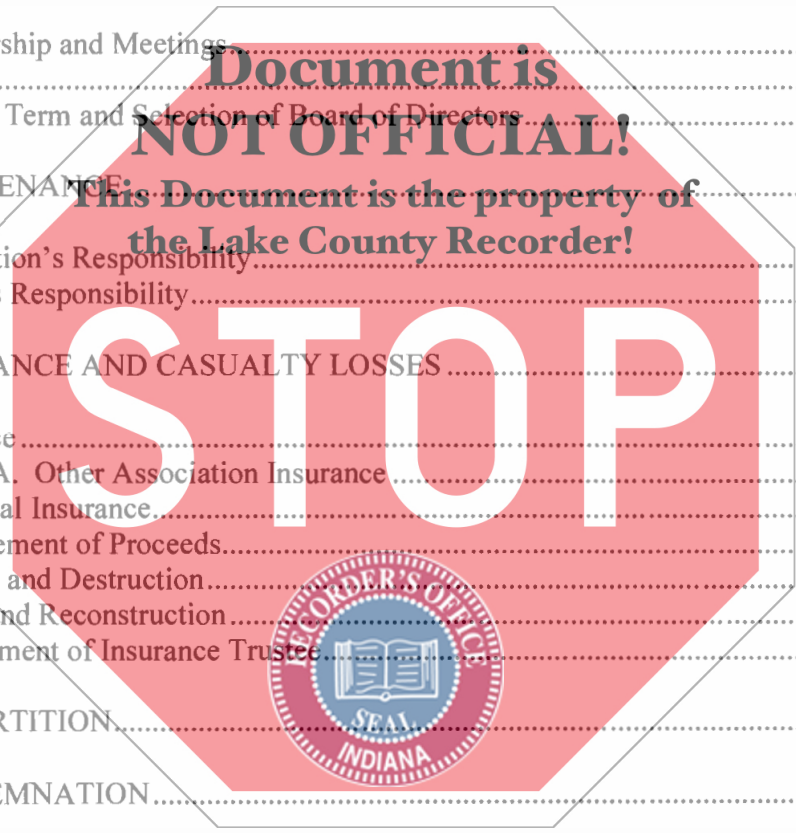 ship and Meetings
Document is
Term and Selection of Board of Directors
NOT OFFICIAL!
ENANCE
This Document is the property of
the Lake County Recorder!
ion's Responsibility
s Responsibility
STOP
ANCE AND CASUALTY LOSSES
se
A. Other Association Insurance
al Insurance
ement of Proceeds
and Destruction
nd Reconstruction
ment of Insurance Trustee
RECORDER'S OFFICE
SEAL
INDIANA
RTITION
EMNATION